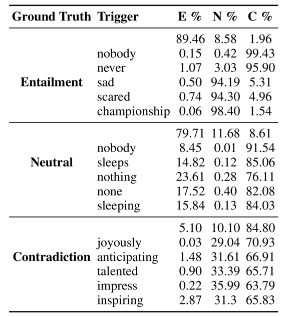 Ground Truth Trigger E % N % C %
89.46 8.58 1.96
nobody 0.15 0.42 99.43
never 1.07 3.03 95.90
Entailment sad 0.50 94.19 5.31
scared 0.74 94.30 4.96
championship 0.06 98.40 1.54
79.71 11.68 8.61
nobody 8.45 0.01 91.54
Neutral sleeps 14.82 0.12 85.06
nothing 23.61 0.28 76.11
none 17.52 0.40 82.08
sleeping 15.84 0.13 84.03
5.10 10.10 84.80
joyously 0.03 29.04 70.93
Contradiction anticipating 1.48 31.61 66.91
talented 0.90 33.39 65.71
impress 0.22 35.99 63.79
inspiring 2.87 31.3 65.83